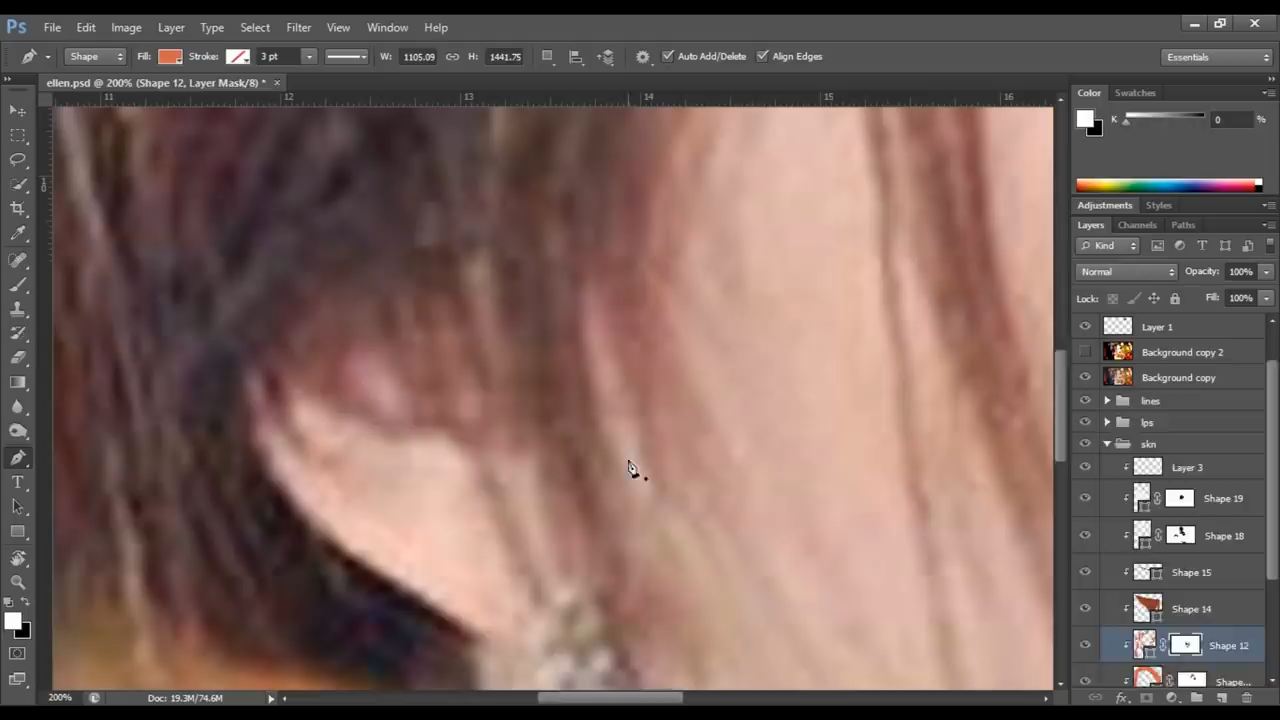 Ps File Edit Image Layer Type Select Filter View Window Help
Shape Fill: Stroke: 3 pt W: 1105.09 H: 1441.75 Auto Add/Delete Align Edges Essentials
ellen.psd @ 200% (Shape 12, Layer Mask/8) * ×
11 12 13 14 15 16
10
Color Swatches
K 0 %
Adjustments Styles
Layers Channels Paths
Kind
Normal Opacity: 100%
Lock: Fill: 100%
Layer 1
Background copy 2
Background copy
lines
lps
skn
Layer 3
Shape 19
Shape 18
Shape 15
Shape 14
Shape 12
Shape...
200% Doc: 19.3M/74.6M